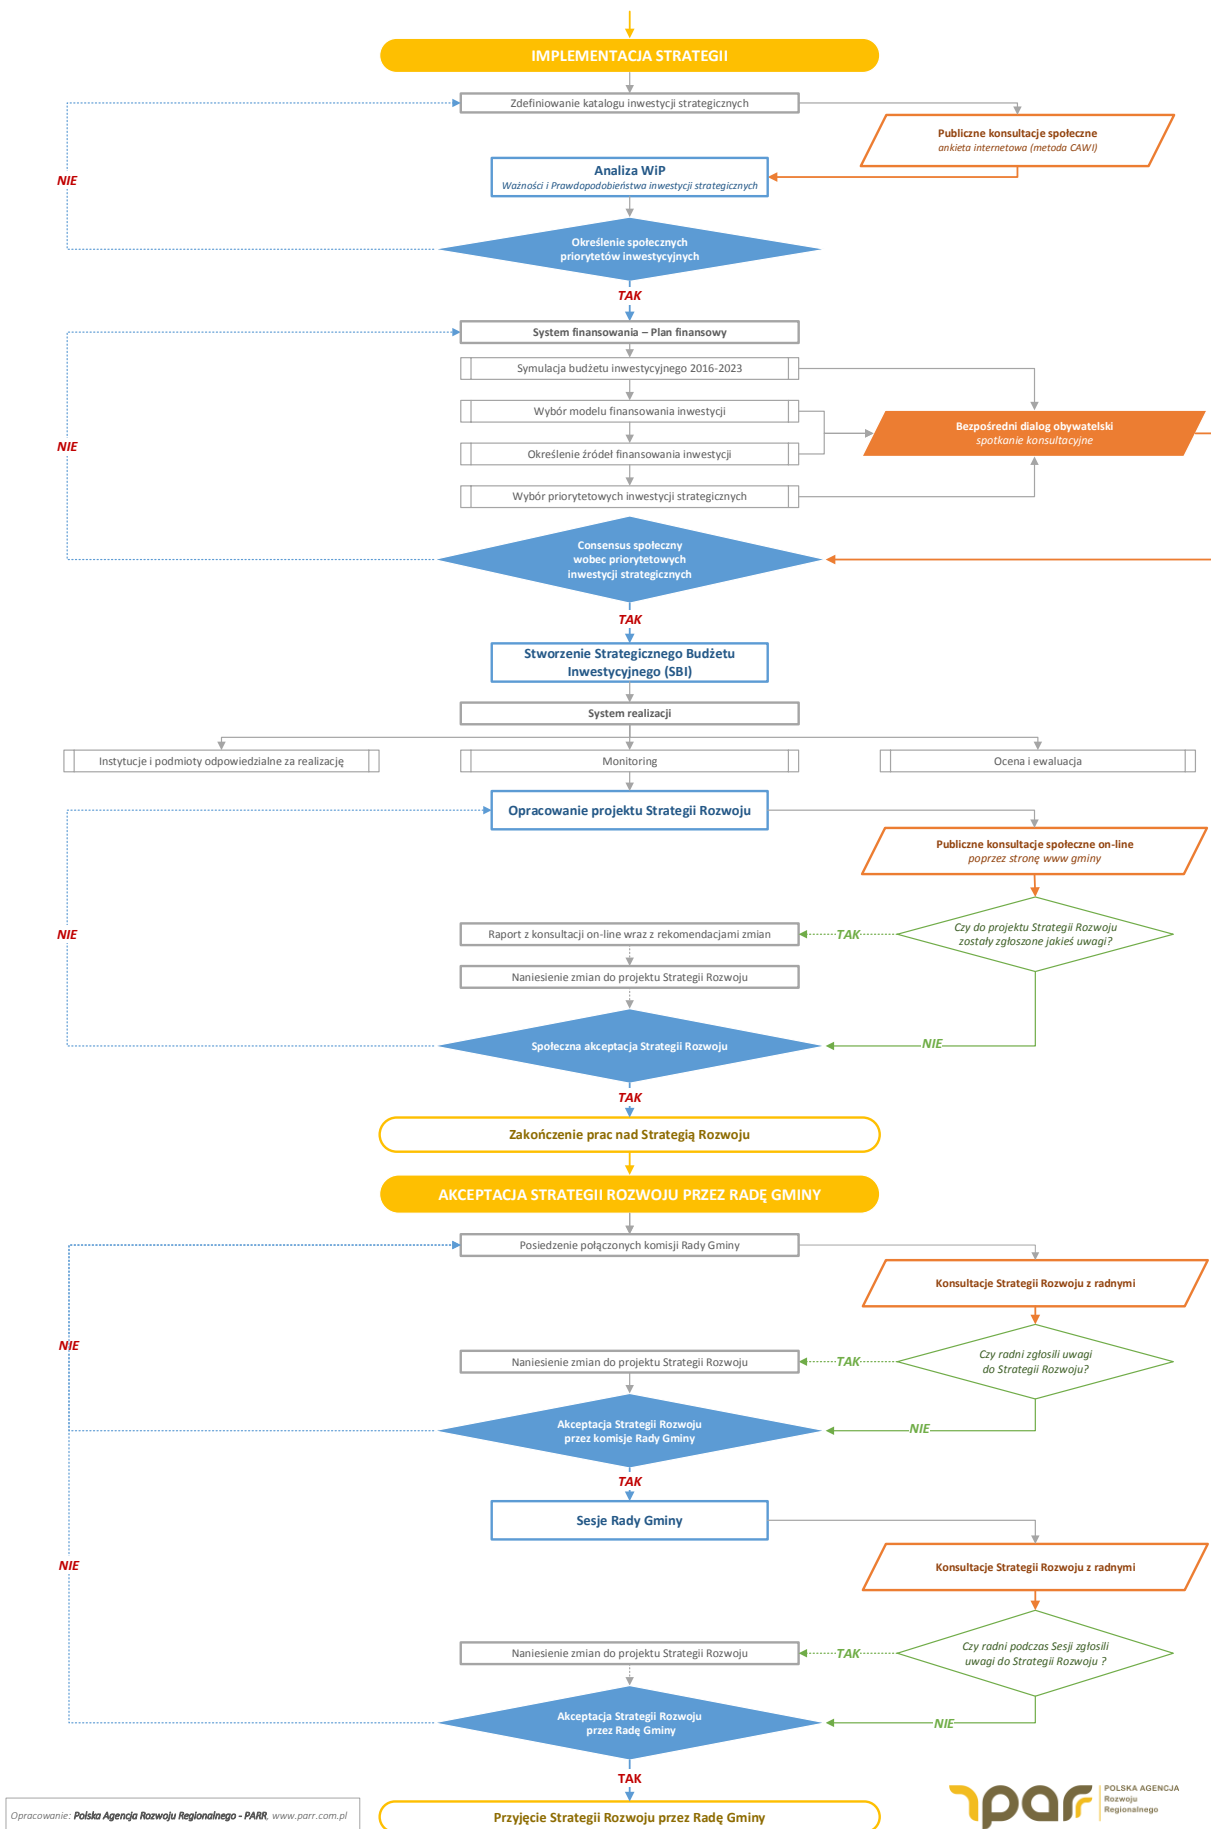 IMPLEMENTACJA STRATEGII
Zdefiniowanie katalogu inwestycji strategicznych
Publiczne konsultacje społeczne
ankieta internetowa (metoda CAWI)
NIE
Analiza WiP
Ważności i Prawdopodobieństwa inwestycji strategicznych
Określenie społecznych
priorytetów inwestycyjnych
TAK
System finansowania – Plan finansowy
Symulacja budżetu inwestycyjnego 2016-2023
Wybór modelu finansowania inwestycji
Bezpośredni dialog obywatelski
spotkanie konsultacyjne
NIE
Określenie źródeł finansowania inwestycji
Wybór priorytetowych inwestycji strategicznych
Consensus społeczny
wobec priorytetowych
inwestycji strategicznych
TAK
Stworzenie Strategicznego Budżetu
Inwestycyjnego (SBI)
System realizacji
Instytucje i podmioty odpowiedzialne za realizację
Monitoring
Ocena i ewaluacja
Opracowanie projektu Strategii Rozwoju
Publiczne konsultacje społeczne on-line
poprzez stronę www gminy
NIE
Raport z konsultacji on-line wraz z rekomendacjami zmian
TAK
Czy do projektu Strategii Rozwoju
zostały zgłoszone jakieś uwagi?
Naniesienie zmian do projektu Strategii Rozwoju
Społeczna akceptacja Strategii Rozwoju
NIE
TAK
Zakończenie prac nad Strategią Rozwoju
AKCEPTACJA STRATEGII ROZWOJU PRZEZ RADĘ GMINY
Posiedzenie połączonych komisji Rady Gminy
Konsultacje Strategii Rozwoju z radnymi
NIE
Naniesienie zmian do projektu Strategii Rozwoju
TAK
Czy radni zgłosili uwagi
do Strategii Rozwoju?
Akceptacja Strategii Rozwoju
przez komisje Rady Gminy
NIE
TAK
Sesje Rady Gminy
NIE
Konsultacje Strategii Rozwoju z radnymi
Naniesienie zmian do projektu Strategii Rozwoju
TAK
Czy radni podczas Sesji zgłosili
uwagi do Strategii Rozwoju ?
Akceptacja Strategii Rozwoju
przez Radę Gminy
NIE
TAK
Przyjęcie Strategii Rozwoju przez Radę Gminy
Opracowanie: Polska Agencja Rozwoju Regionalnego - PARR, www.parr.com.pl
parr
POLSKA AGENCJA
Rozwoju
Regionalnego